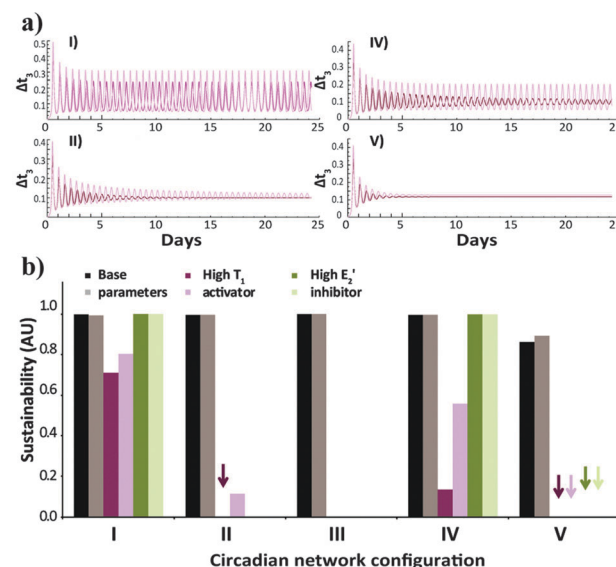 a)
I)
IV)
Δt3
0.5
0.4
0.3
0.2
0.1
5
10
15
20
25
Δt3
0.5
0.4
0.3
0.2
0.1
5
10
15
20
2
II)
V)
Δt3
0.4
0.3
0.2
0.1
5
10
15
20
25
Days
Δt3
0.4
0.3
0.2
0.1
0
5
10
15
20
2
Days
b)
Base parameters
High T1 activator
High E2' inhibitor
Sustainability (AU)
1.0
0.8
0.6
0.4
0.2
0.0
I II III IV V
Circadian network configuration